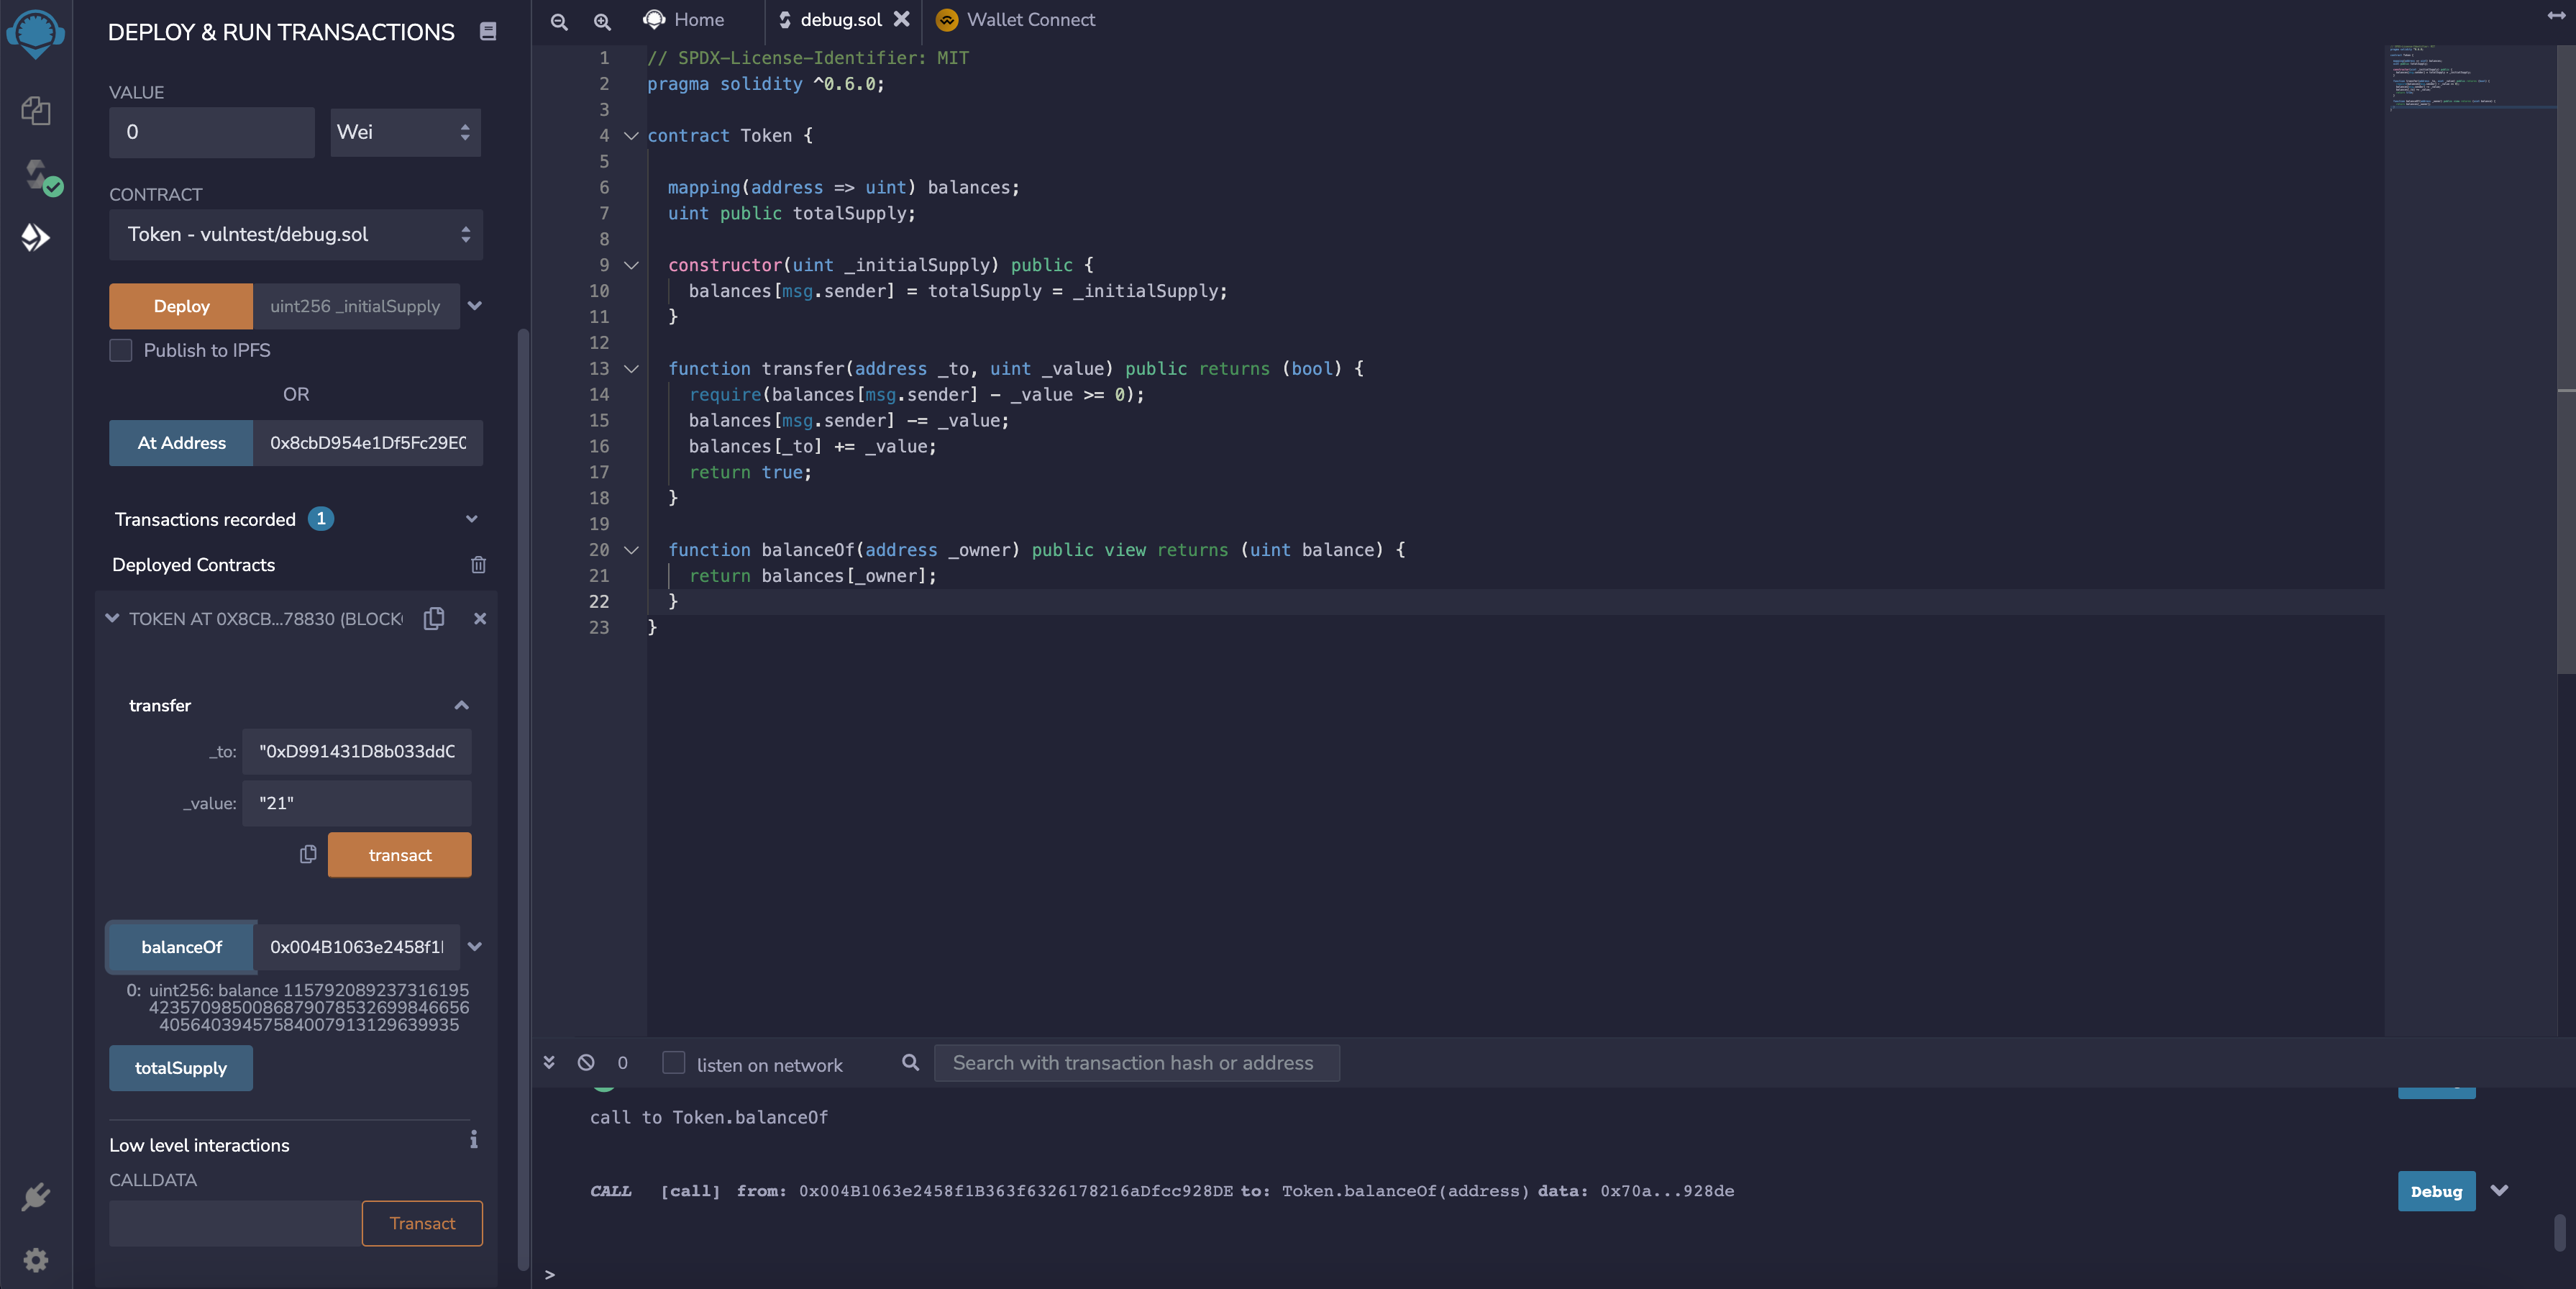 DEPLOY & RUN TRANSACTIONS
VALUE
0
Wei
CONTRACT
Token - vulntest/debug.sol
Deploy
uint256 _initialSupply
Publish to IPFS
OR
At Address
0x8cbD954e1Df5Fc29E0
Transactions recorded 1
Deployed Contracts
TOKEN AT 0X8CB...78830 (BLOCK
transfer
_to:
"0xD991431D8b033ddC
_value:
"21"
transact
balanceOf
0x004B1063e2458f1
0: uint256: balance 115792089237316195
423570985008687907853269984665 6
405640394575840079131296399 35
totalSupply
Low level interactions
CALLDATA
Transact
Home
debug.sol
Wallet Connect
1 // SPDX-License-Identifier: MIT
2 pragma solidity ^0.6.0;
3
4 contract Token {
5
6 mapping(address => uint) balances;
7 uint public totalSupply;
8
9 constructor(uint _initialSupply) public {
10 balances[msg.sender] = totalSupply = _initialSupply;
11 }
12
13 function transfer(address _to, uint _value) public returns (bool) {
14 require(balances[msg.sender] - _value >= 0);
15 balances[msg.sender] -= _value;
16 balances[_to] += _value;
17 return true;
18 }
19
20 function balanceOf(address _owner) public view returns (uint balance) {
21 return balances[_owner];
22 }
23 }
0
listen on network
Search with transaction hash or address
call to Token.balanceOf
CALL [call] from: 0x004B1063e2458f1B363f6326178216aDfcc928DE to: Token.balanceOf(address) data: 0x70a...928de
Debug
>